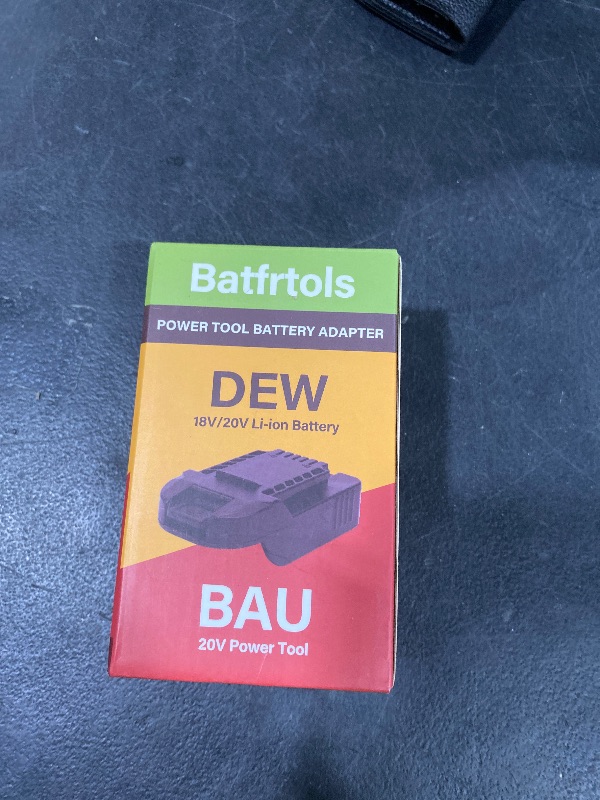 Batfrtols
POWER TOOL BATTERY ADAPTER
DEW
18V/20V Li-ion Battery
BAU
20V Power Tool